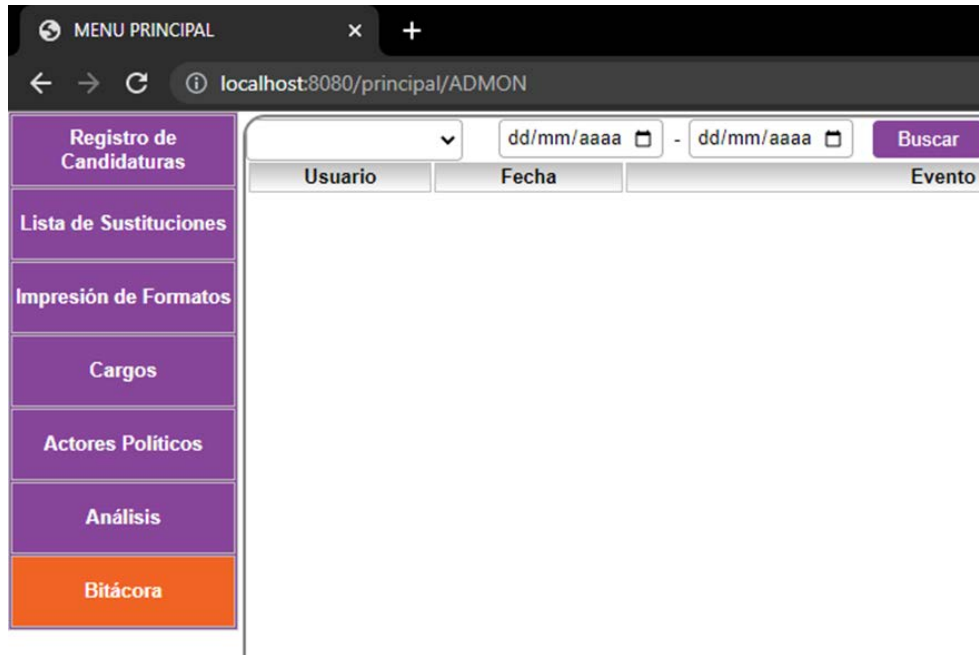 MENU PRINCIPAL
localhost:8080/principal/ADMON
Registro de
Candidaturas
Lista de Sustituciones
Impresión de Formatos
Cargos
Actores Políticos
Análisis
Bitácora
dd/mm/aaaa - dd/mm/aaaa Buscar
Usuario Fecha Evento